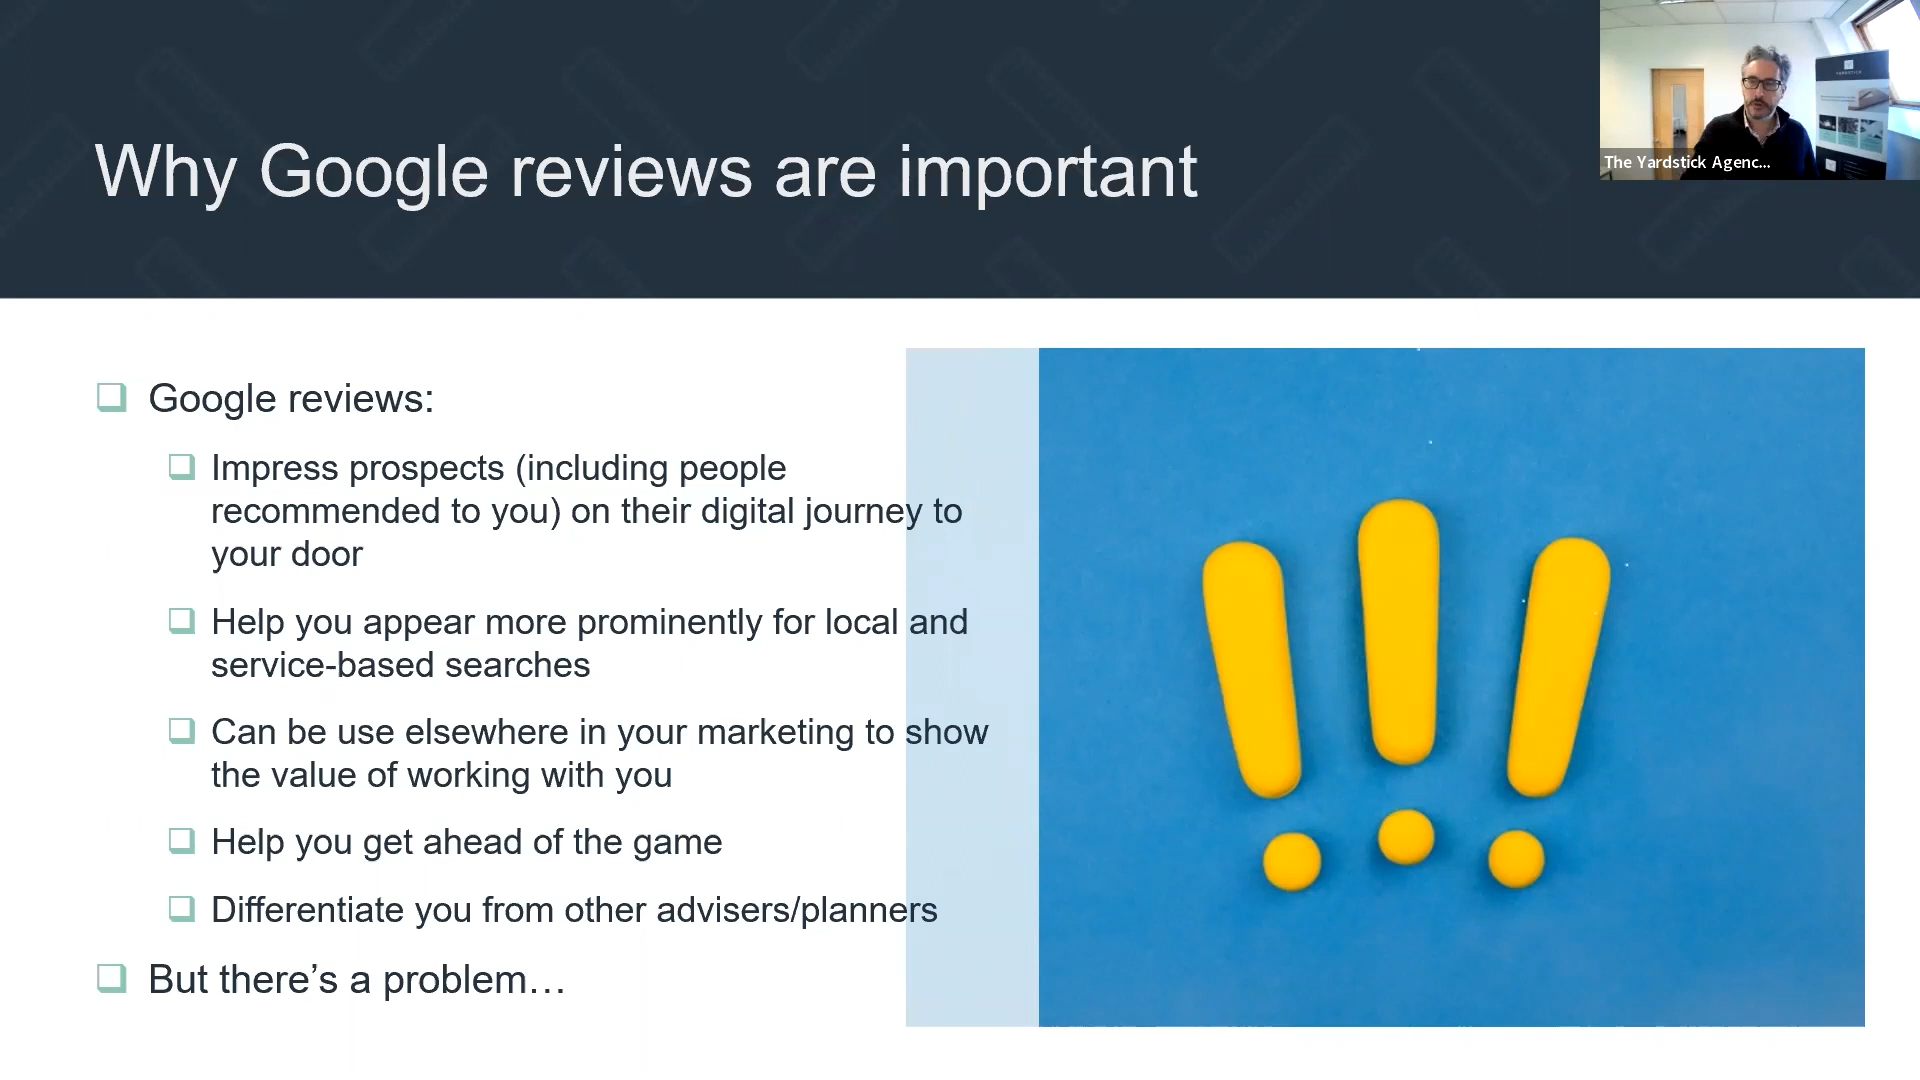 Why Google reviews are important
The Yardstick Agenc...
YARDSTICK
Google reviews:
Impress prospects (including people
recommended to you) on their digital journey to
your door
Help you appear more prominently for local and
service-based searches
Can be use elsewhere in your marketing to show
the value of working with you
Help you get ahead of the game
Differentiate you from other advisers/planners
But there’s a problem…